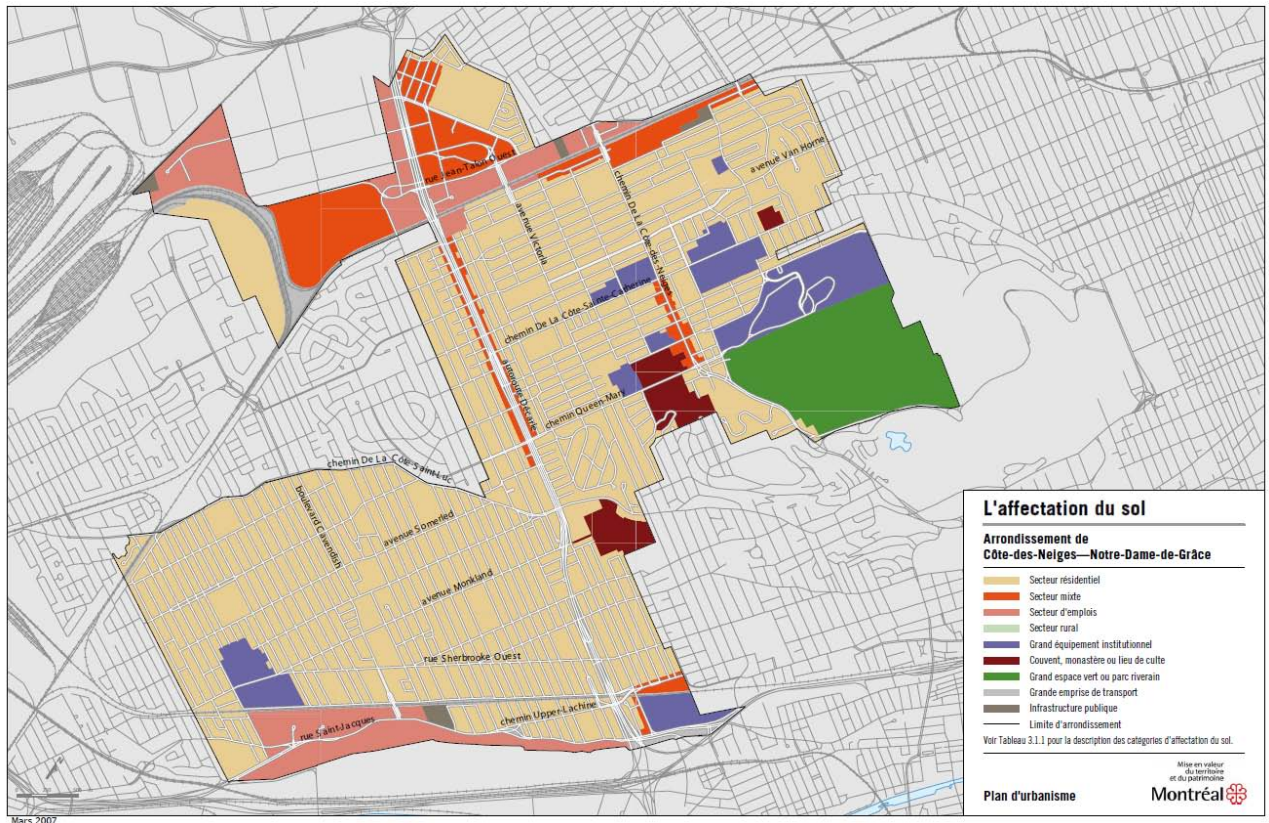 rue Jean-Talon Ouest
avenue Van Horne
avenue Victoria
chemin De La Côte-des-Neiges
chemin De La Côte-Sainte-Catherine
autoroute Décarie
chemin Queen-Mary
chemin De La Côte-Saint-Luc
boulevard Cavendish
avenue Somerled
avenue Monkland
rue Sherbrooke Ouest
chemin Upper-Lachine
rue Saint-Jacques
L'affectation du sol
Arrondissement de
Côte-des-Neiges—Notre-Dame-de-Grâce
Secteur résidentiel
Secteur mixte
Secteur d'emplois
Secteur rural
Grand équipement institutionnel
Couvent, monastère ou lieu de culte
Grand espace vert ou parc riverain
Grande emprise de transport
Infrastructure publique
Limite d'arrondissement
Voir Tableau 3.1.1 pour la description des catégories d'affectation du sol.
Mise en valeur
du territoire
et du patrimoine
Plan d'urbanisme
Montréal
Mars 2007